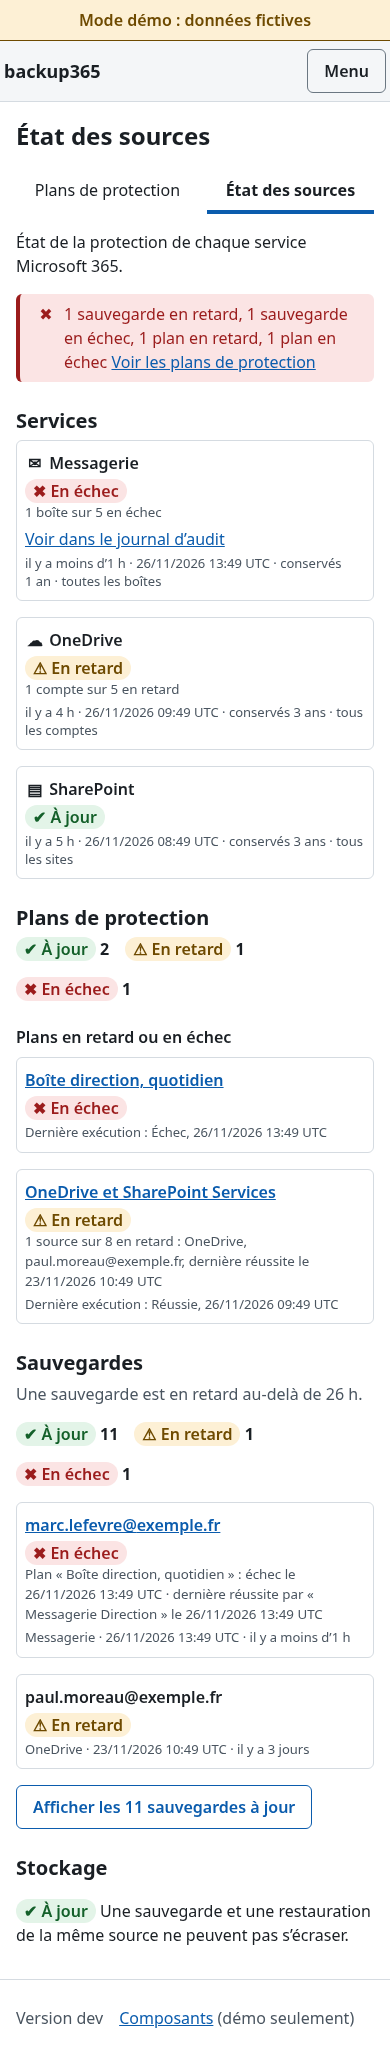 Mode démo : données fictives
backup365
Menu
État des sources
Plans de protection
État des sources
État de la protection de chaque service
Microsoft 365.
✖ 1 sauvegarde en retard, 1 sauvegarde
en échec, 1 plan en retard, 1 plan en
échec Voir les plans de protection
Services
✉ Messagerie
✖ En échec
1 boîte sur 5 en échec
Voir dans le journal d’audit
il y a moins d’1 h · 26/11/2026 13:49 UTC · conservés
1 an · toutes les boîtes
☁ OneDrive
⚠ En retard
1 compte sur 5 en retard
il y a 4 h · 26/11/2026 09:49 UTC · conservés 3 ans · tous
les comptes
▤ SharePoint
✔ À jour
il y a 5 h · 26/11/2026 08:49 UTC · conservés 3 ans · tous
les sites
Plans de protection
✔ À jour 2 ⚠ En retard 1
✖ En échec 1
Plans en retard ou en échec
Boîte direction, quotidien
✖ En échec
Dernière exécution : Échec, 26/11/2026 13:49 UTC
OneDrive et SharePoint Services
⚠ En retard
1 source sur 8 en retard : OneDrive,
paul.moreau@exemple.fr, dernière réussite le
23/11/2026 10:49 UTC
Dernière exécution : Réussie, 26/11/2026 09:49 UTC
Sauvegardes
Une sauvegarde est en retard au-delà de 26 h.
✔ À jour 11 ⚠ En retard 1
✖ En échec 1
marc.lefevre@exemple.fr
✖ En échec
Plan « Boîte direction, quotidien » : échec le
26/11/2026 13:49 UTC · dernière réussite par «
Messagerie Direction » le 26/11/2026 13:49 UTC
Messagerie · 26/11/2026 13:49 UTC · il y a moins d’1 h
paul.moreau@exemple.fr
⚠ En retard
OneDrive · 23/11/2026 10:49 UTC · il y a 3 jours
Afficher les 11 sauvegardes à jour
Stockage
✔ À jour Une sauvegarde et une restauration
de la même source ne peuvent pas s’écraser.
Version dev Composants (démo seulement)